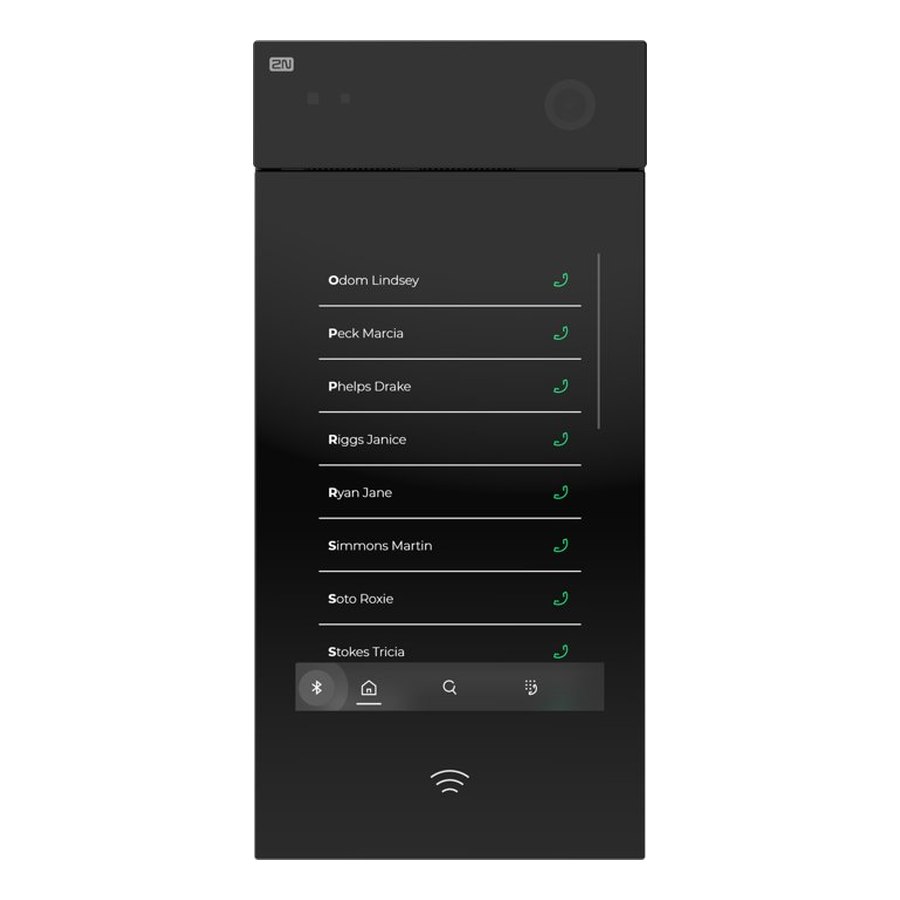 2N
Odom Lindsey
Peck Marcia
Phelps Drake
Riggs Janice
Ryan Jane
Simmons Martin
Soto Roxie
Stokes Tricia